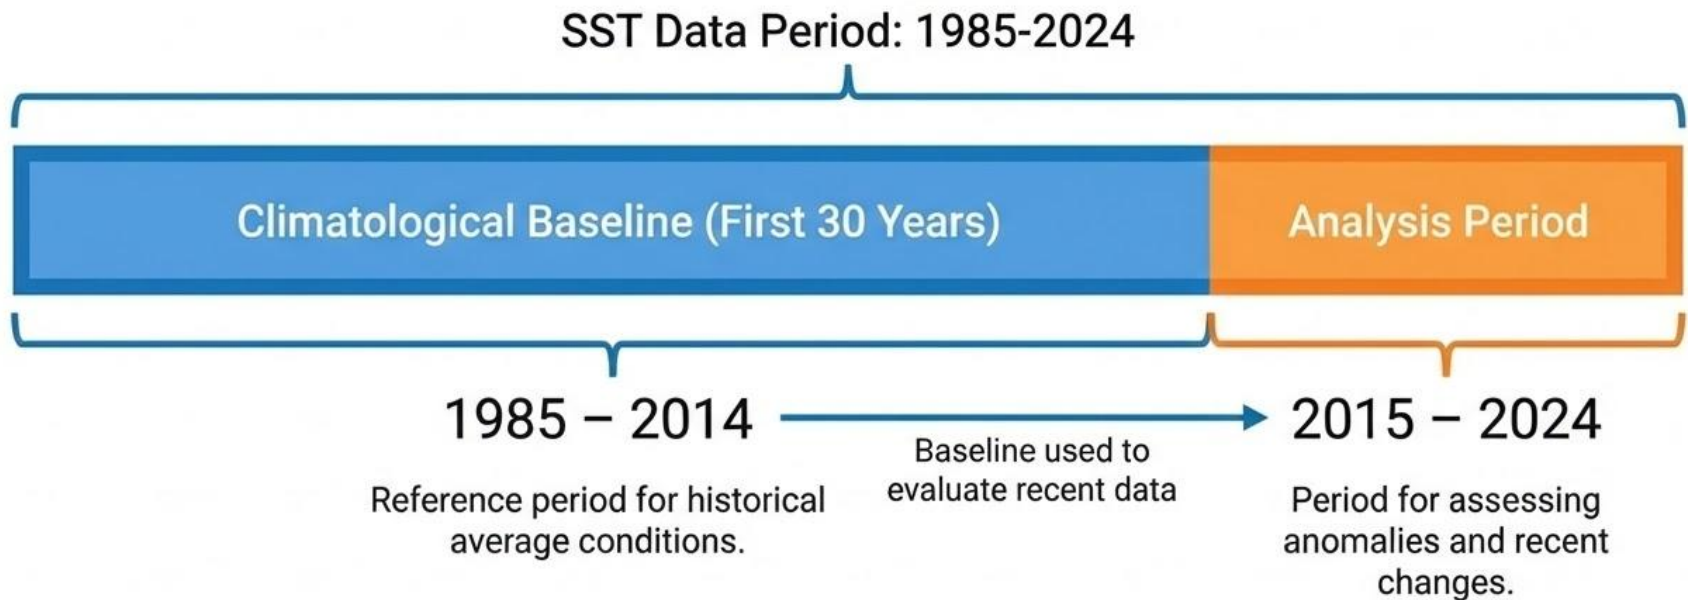 SST Data Period: 1985-2024
Climatological Baseline (First 30 Years)
Analysis Period
1985 – 2014
2015 – 2024
Baseline used to
evaluate recent data
Reference period for historical
average conditions.
Period for assessing
anomalies and recent
changes.